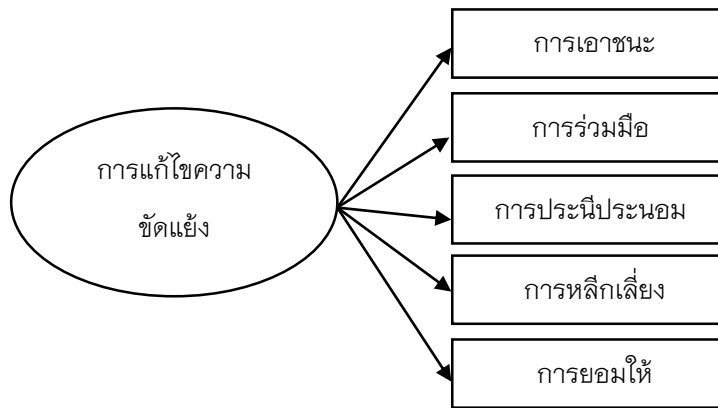 การแก้ไขความ
ขัดแย้ง
การเอาชนะ
การร่วมมือ
การประนีประนอม
การหลีกเลี่ยง
การยอมให้